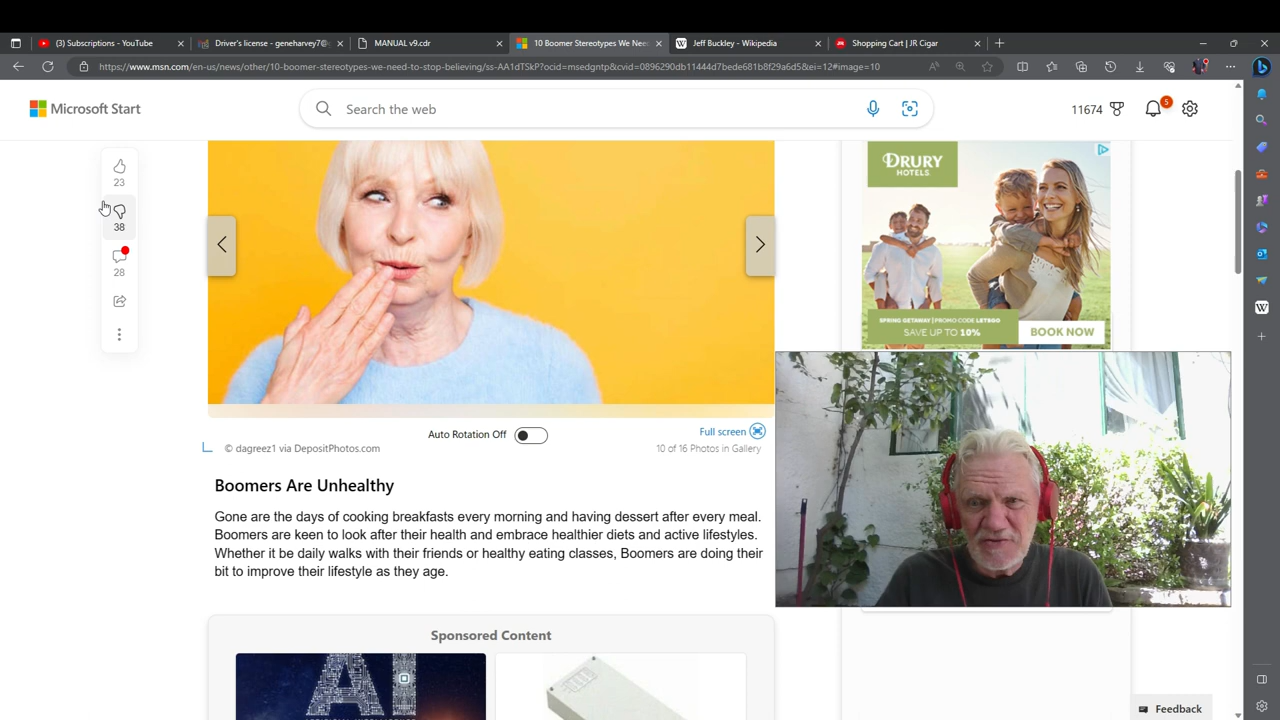 (3) Subscriptions - YouTube
Driver's license - geneharvey7@
MANUAL v9.cdr
10 Boomer Stereotypes We Nee
Jeff Buckley - Wikipedia
Shopping Cart | JR Cigar
https://www.msn.com/en-us/news/other/10-boomer-stereotypes-we-need-to-stop-believing/ss-AA1dTSkP?ocid=msedgntp&cvid=0896290db11444d7bede681b8f29a6d5&ei=12#image=10
Microsoft Start
Search the web
11674
5
23
38
28
DRURY
HOTELS
SPRING GETAWAY | PROMO CODE LETSGO
SAVE UP TO 10%
BOOK NOW
Auto Rotation Off
Full screen
© dagreez1 via DepositPhotos.com
10 of 16 Photos in Gallery
Boomers Are Unhealthy
Gone are the days of cooking breakfasts every morning and having dessert after every meal.
Boomers are keen to look after their health and embrace healthier diets and active lifestyles.
Whether it be daily walks with their friends or healthy eating classes, Boomers are doing their
bit to improve their lifestyle as they age.
Sponsored Content
AI
Feedback